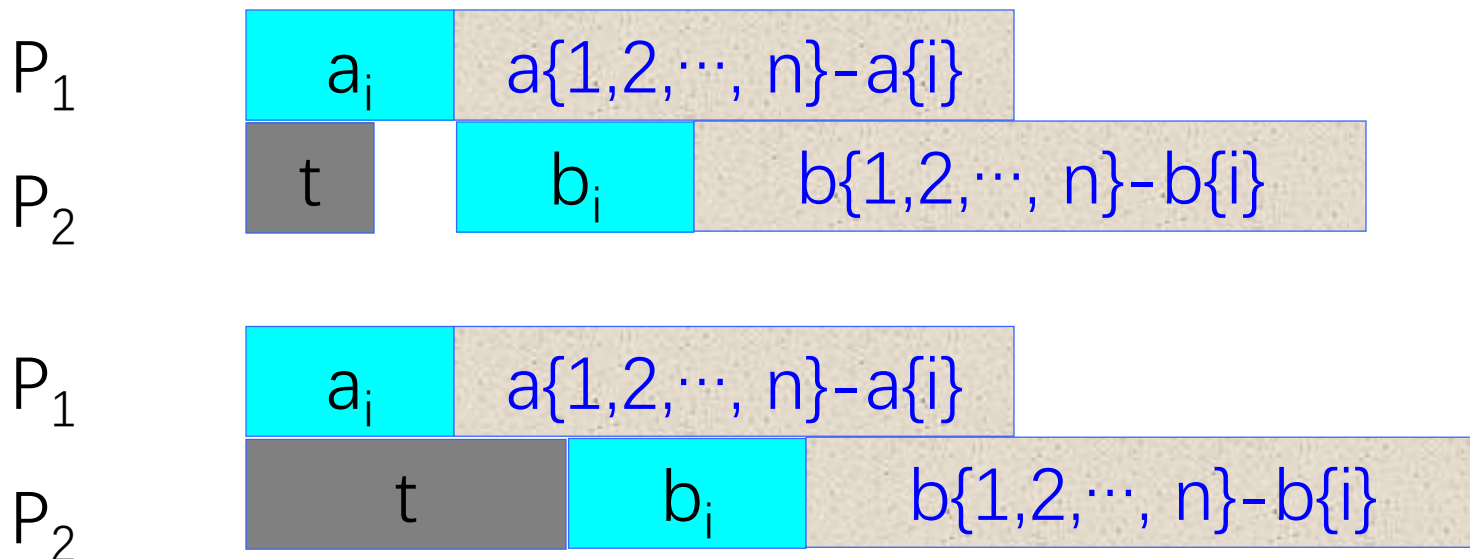 P₁ aᵢ a{1,2,⋯, n}-a{i}
P₂ t bᵢ b{1,2,⋯, n}-b{i}
P₁ aᵢ a{1,2,⋯, n}-a{i}
P₂ t bᵢ b{1,2,⋯, n}-b{i}